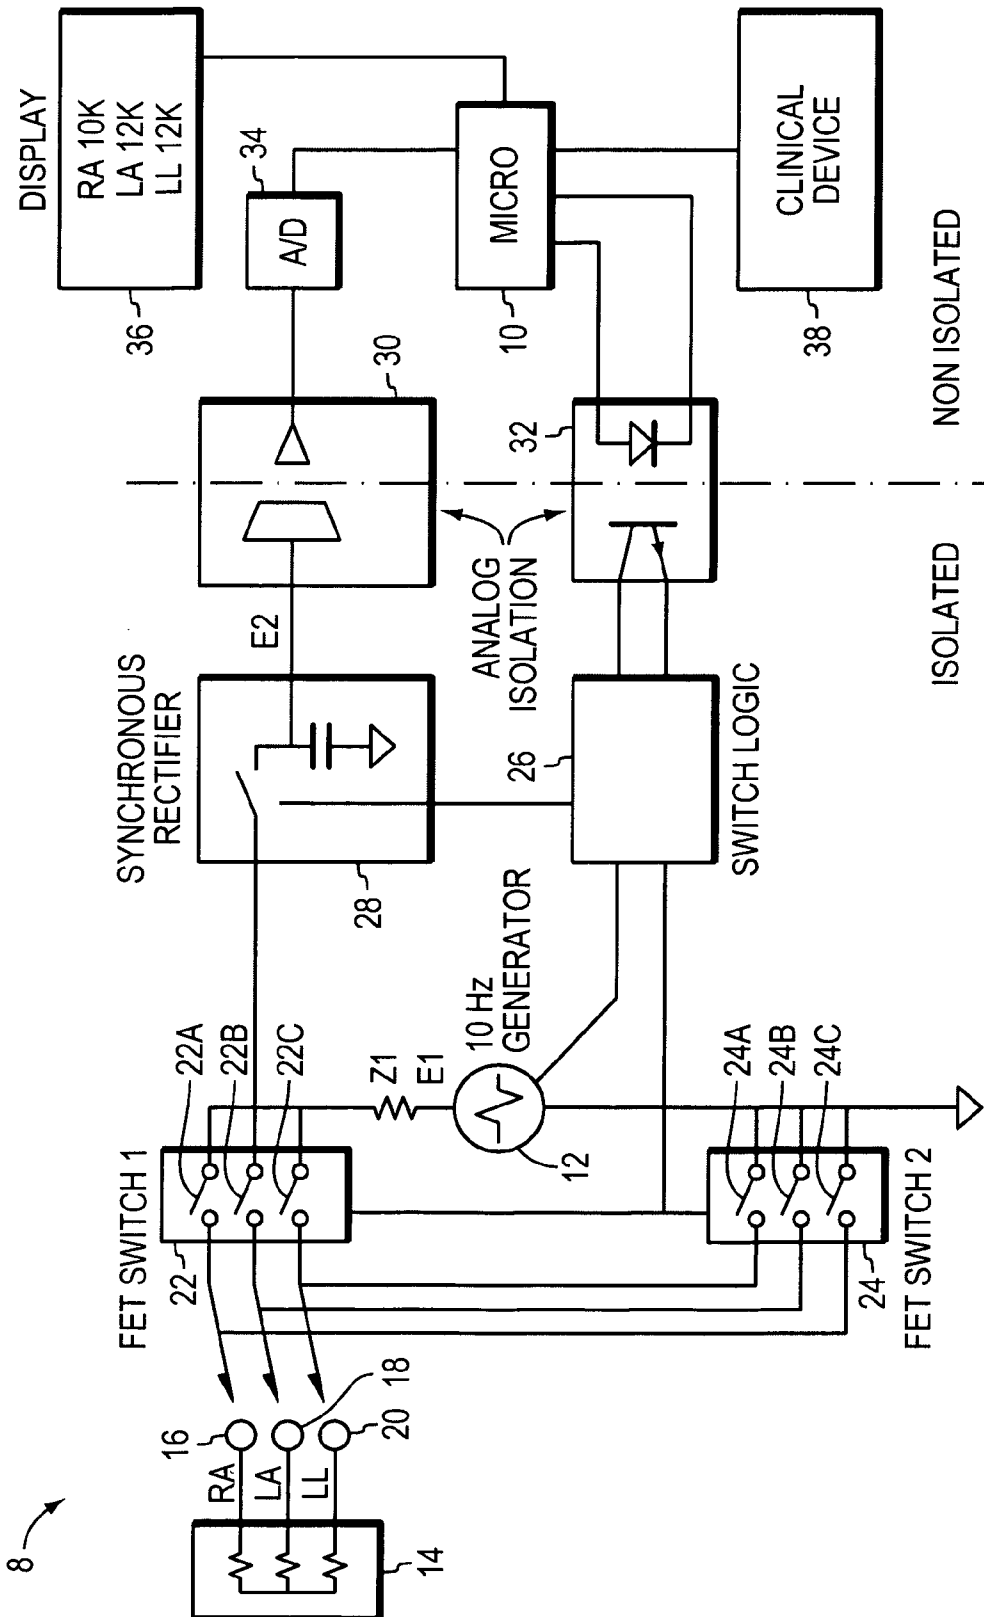 8
14
RA
LA
LL
16
18
20
FET SWITCH 1
22
22A
22B
22C
Z1
E1
10 Hz
GENERATOR
12
FET SWITCH 2
24
24A
24B
24C
SYNCHRONOUS
RECTIFIER
28
E2
26
SWITCH LOGIC
ANALOG
ISOLATION
30
32
ISOLATED
NON ISOLATED
DISPLAY
RA 10K
LA 12K
LL 12K
36
A/D
34
MICRO
10
CLINICAL
DEVICE
38